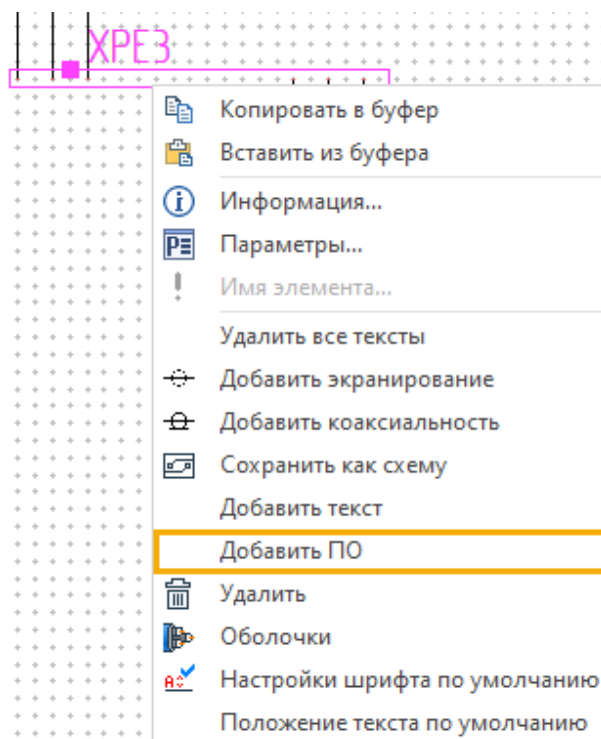 ХРЕЗ
Копировать в буфер
Вставить из буфера
Информация...
Параметры...
Имя элемента...
Удалить все тексты
Добавить экранирование
Добавить коаксиальность
Сохранить как схему
Добавить текст
Добавить ПО
Удалить
Оболочки
Настройки шрифта по умолчанию
Положение текста по умолчанию